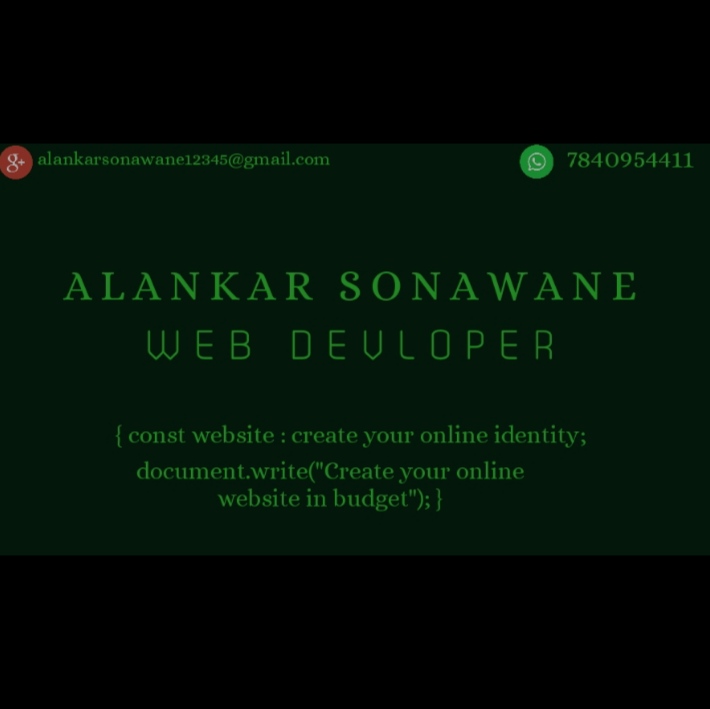 g+ alankarsonawane12345@gmail.com 7840954411
ALANKAR SONAWANE
WEB DEVLOPER
{ const website : create your online identity;
document.write("Create your online
website in budget"); }